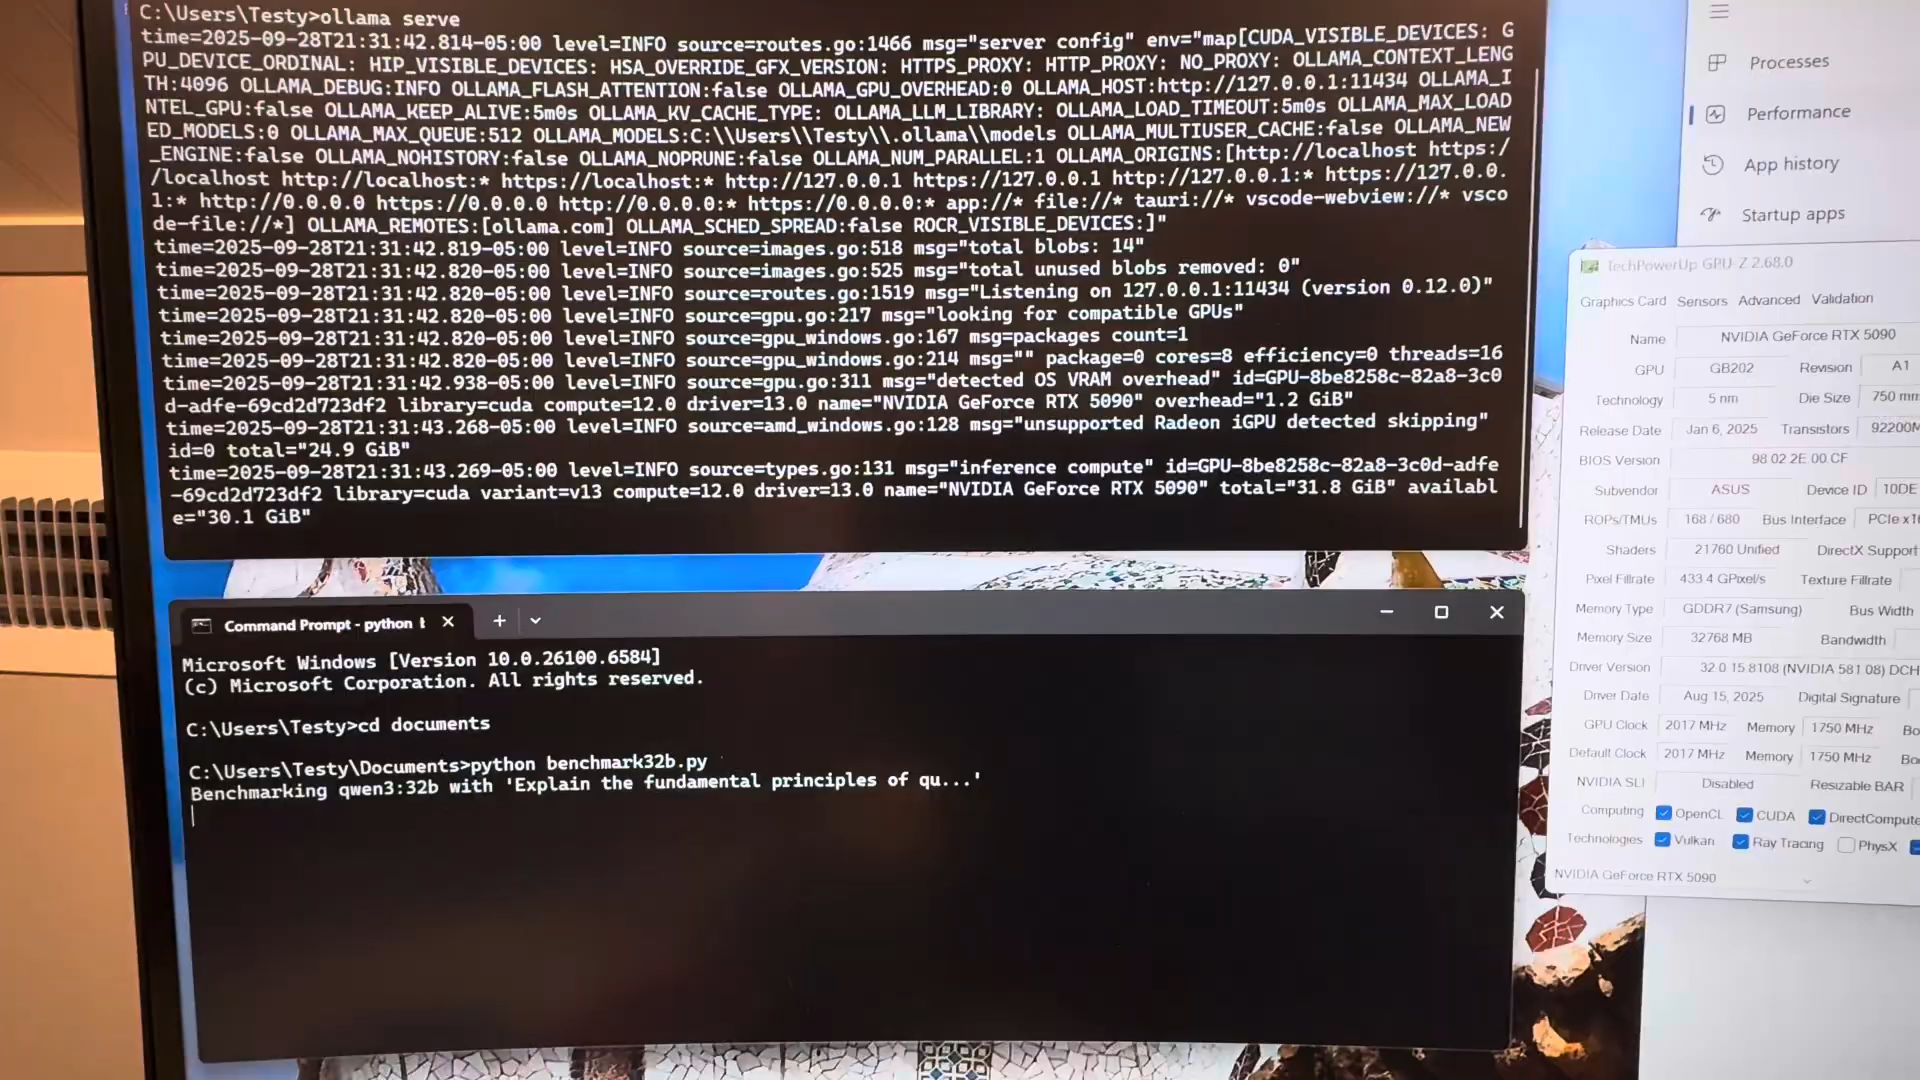 C:\Users\Testy>ollama serve
time=2025-09-28T21:31:42.814-05:00 level=INFO source=routes.go:1466 msg="server config" env="map[CUDA_VISIBLE_DEVICES: G
PU_DEVICE_ORDINAL: HIP_VISIBLE_DEVICES: HSA_OVERRIDE_GFX_VERSION: HTTPS_PROXY: HTTP_PROXY: NO_PROXY: OLLAMA_CONTEXT_LENG
TH:4096 OLLAMA_DEBUG:INFO OLLAMA_FLASH_ATTENTION:false OLLAMA_GPU_OVERHEAD:0 OLLAMA_HOST:http://127.0.0.1:11434 OLLAMA_I
NTEL_GPU:false OLLAMA_KEEP_ALIVE:5m0s OLLAMA_KV_CACHE_TYPE: OLLAMA_LLM_LIBRARY: OLLAMA_LOAD_TIMEOUT:5m0s OLLAMA_MAX_LOAD
ED_MODELS:0 OLLAMA_MAX_QUEUE:512 OLLAMA_MODELS:C:\\Users\\Testy\\.ollama\\models OLLAMA_MULTIUSER_CACHE:false OLLAMA_NEW
_ENGINE:false OLLAMA_NOHISTORY:false OLLAMA_NOPRUNE:false OLLAMA_NUM_PARALLEL:1 OLLAMA_ORIGINS:[http://localhost https:/
/localhost http://localhost:* https://localhost:* http://127.0.0.1 https://127.0.0.1 http://127.0.0.1:* https://127.0.0.
1:* http://0.0.0.0 https://0.0.0.0 http://0.0.0.0:* https://0.0.0.0:* app://* file://* tauri://* vscode-webview://* vsco
de-file://*] OLLAMA_REMOTES:[ollama.com] OLLAMA_SCHED_SPREAD:false ROCR_VISIBLE_DEVICES:]"
time=2025-09-28T21:31:42.819-05:00 level=INFO source=images.go:518 msg="total blobs: 14"
time=2025-09-28T21:31:42.820-05:00 level=INFO source=images.go:525 msg="total unused blobs removed: 0"
time=2025-09-28T21:31:42.820-05:00 level=INFO source=routes.go:1519 msg="Listening on 127.0.0.1:11434 (version 0.12.0)"
time=2025-09-28T21:31:42.820-05:00 level=INFO source=gpu.go:217 msg="looking for compatible GPUs"
time=2025-09-28T21:31:42.820-05:00 level=INFO source=gpu_windows.go:167 msg=packages count=1
time=2025-09-28T21:31:42.820-05:00 level=INFO source=gpu_windows.go:214 msg="" package=0 cores=8 efficiency=0 threads=16
time=2025-09-28T21:31:42.938-05:00 level=INFO source=gpu.go:311 msg="detected OS VRAM overhead" id=GPU-8be8258c-82a8-3c0
d-adfe-69cd2d723df2 library=cuda compute=12.0 driver=13.0 name="NVIDIA GeForce RTX 5090" overhead="1.2 GiB"
time=2025-09-28T21:31:43.268-05:00 level=INFO source=amd_windows.go:128 msg="unsupported Radeon iGPU detected skipping"
id=0 total="24.9 GiB"
time=2025-09-28T21:31:43.269-05:00 level=INFO source=types.go:131 msg="inference compute" id=GPU-8be8258c-82a8-3c0d-adfe
-69cd2d723df2 library=cuda variant=v13 compute=12.0 driver=13.0 name="NVIDIA GeForce RTX 5090" total="31.8 GiB" availabl
e="30.1 GiB"
Command Prompt - python
Microsoft Windows [Version 10.0.26100.6584]
(c) Microsoft Corporation. All rights reserved.
C:\Users\Testy>cd documents
C:\Users\Testy\Documents>python benchmark32b.py
Benchmarking qwen3:32b with 'Explain the fundamental principles of qu...'
Processes
Performance
App history
Startup apps
TechPowerUp GPU-Z 2.68.0
Graphics Card Sensors Advanced Validation
Name NVIDIA GeForce RTX 5090
GPU GB202 Revision A1
Technology 5 nm Die Size 750 mm
Release Date Jan 6, 2025 Transistors 92200M
BIOS Version 98.02.2E.00.CF
Subvendor ASUS Device ID 10DE
ROPs/TMUs 168 / 680 Bus Interface PCIe x1
Shaders 21760 Unified DirectX Support
Pixel Fillrate 433.4 GPixel/s Texture Fillrate
Memory Type GDDR7 (Samsung) Bus Width
Memory Size 32768 MB Bandwidth
Driver Version 32.0.15.8108 (NVIDIA 581.08) DCH
Driver Date Aug 15, 2025 Digital Signature
GPU Clock 2017 MHz Memory 1750 MHz Bo
Default Clock 2017 MHz Memory 1750 MHz Bo
NVIDIA SLI Disabled Resizable BAR
Computing OpenCL CUDA DirectCompute
Technologies Vulkan Ray Tracing PhysX
NVIDIA GeForce RTX 5090